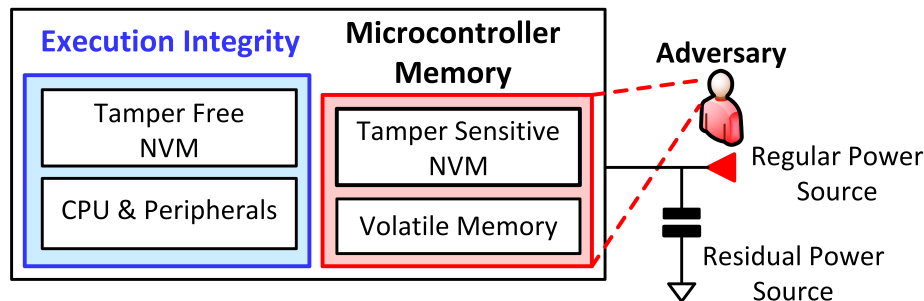 Execution Integrity
Tamper Free
NVM
CPU & Peripherals
Microcontroller
Memory
Tamper Sensitive
NVM
Volatile Memory
Adversary
Regular Power
Source
Residual Power
Source